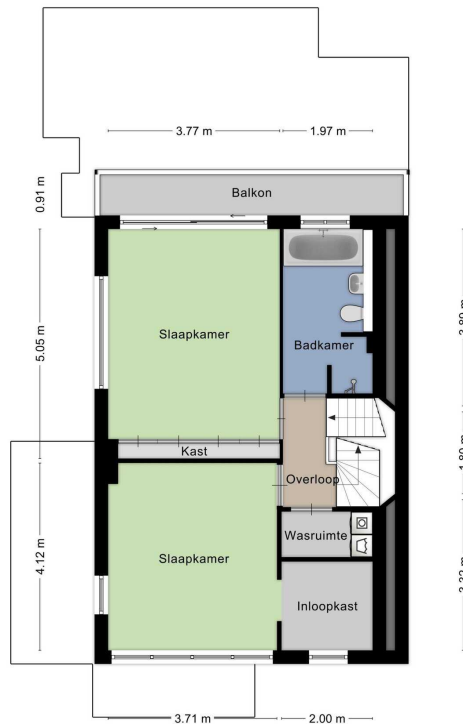 3.77 m
1.97 m
0.91 m
Balkon
5.05 m
Slaapkamer
Badkamer
Kast
Overloop
4.12 m
Slaapkamer
Wasruimte
Inloopkast
3.71 m
2.00 m